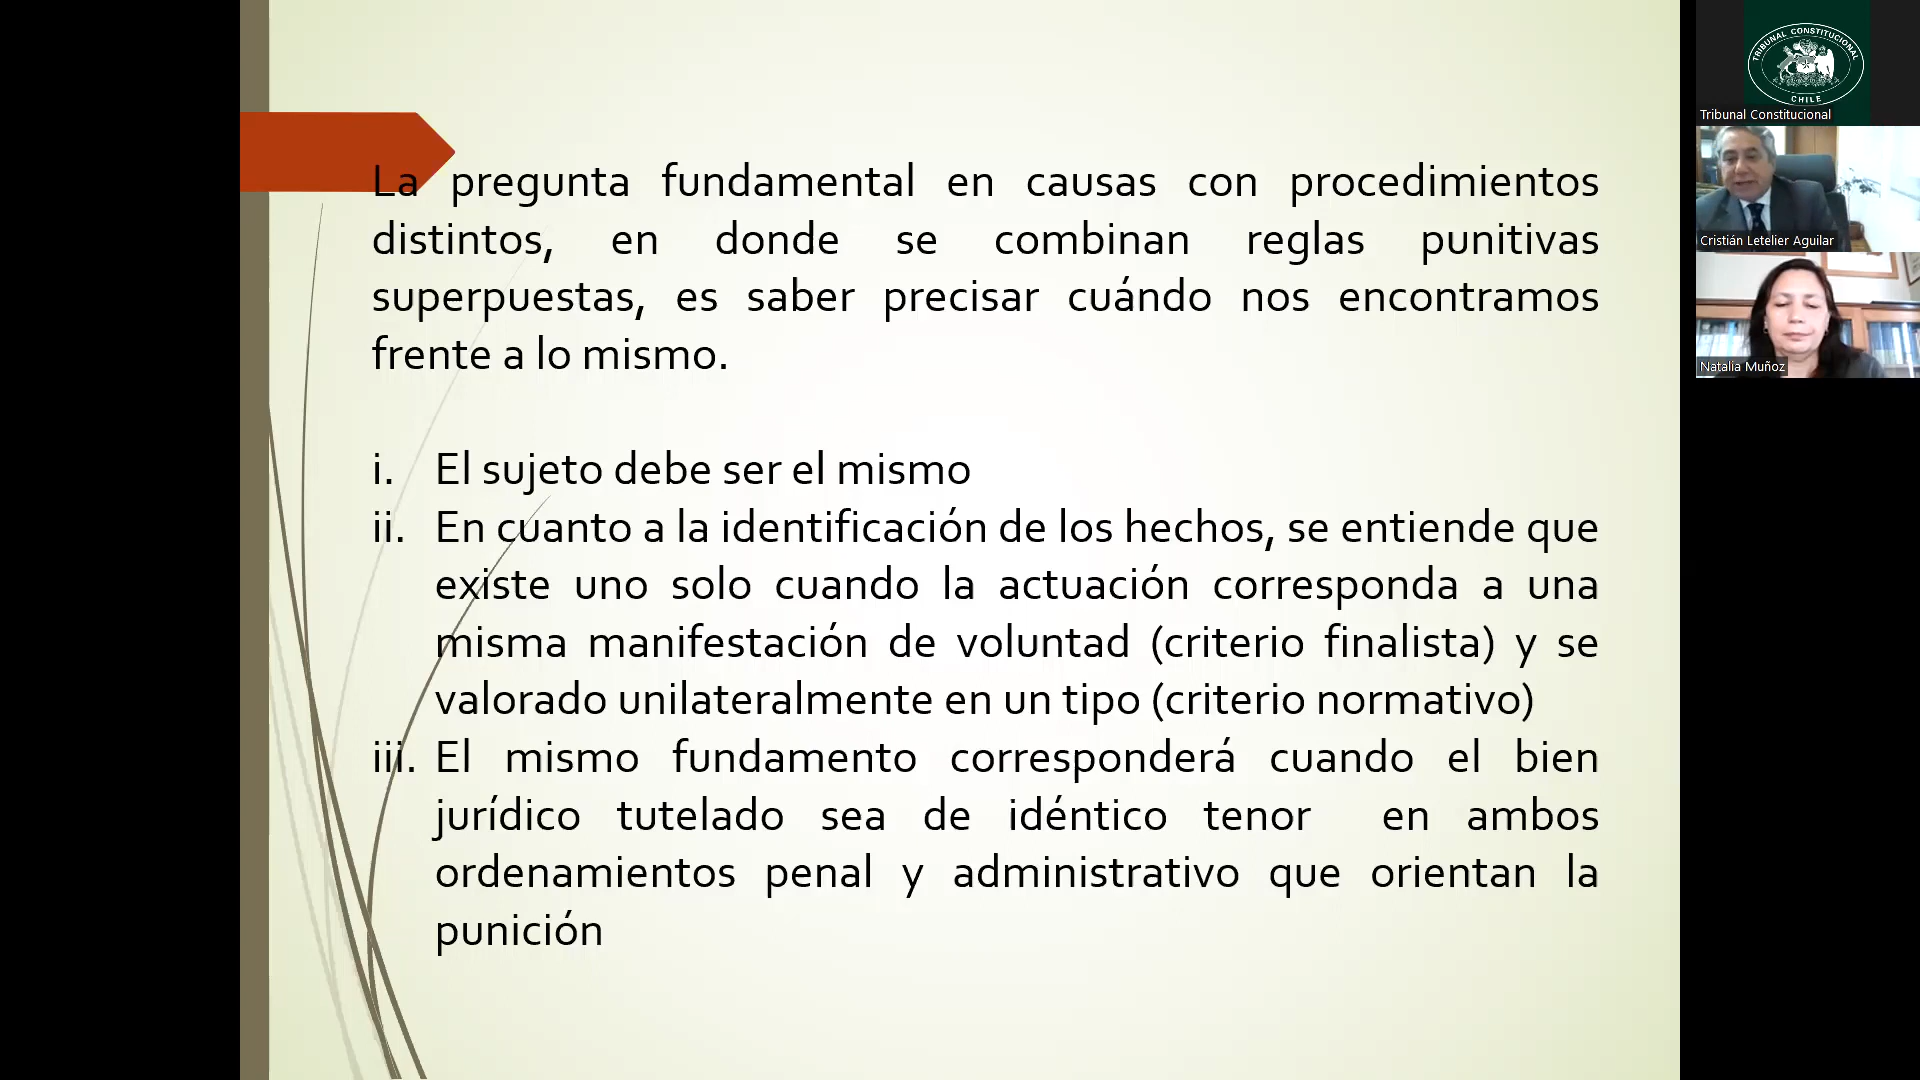 La pregunta fundamental en causas con procedimientos
distintos, en donde se combinan reglas punitivas
superpuestas, es saber precisar cuándo nos encontramos
frente a lo mismo.
i. El sujeto debe ser el mismo
ii. En cuanto a la identificación de los hechos, se entiende que
existe uno solo cuando la actuación corresponda a una
misma manifestación de voluntad (criterio finalista) y se
valorado unilateralmente en un tipo (criterio normativo)
iii. El mismo fundamento corresponderá cuando el bien
jurídico tutelado sea de idéntico tenor en ambos
ordenamientos penal y administrativo que orientan la
punición
TRIBUNAL CONSTITUCIONAL
CHILE
Tribunal Constitucional
Cristián Letelier Aguilar
Natalia Muñoz